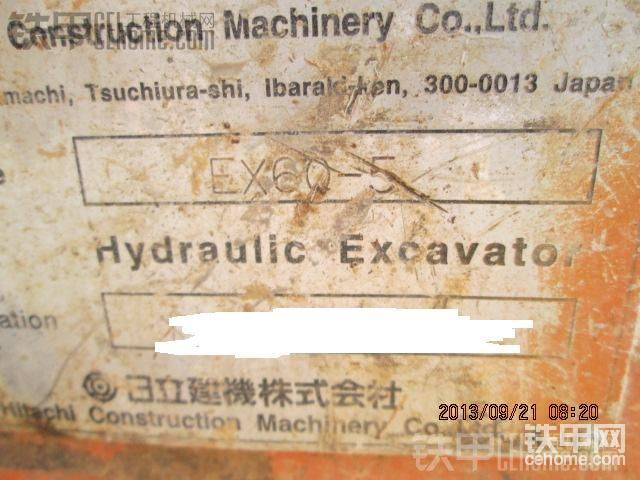 Construction Machinery Co.,Ltd.
machi, Tsuchiura-shi, Ibaraki-ken, 300-0013 Japan
EX60-5
Hydraulic Excavator
日立建機株式会社
Hitachi Construction Machinery Co.
2013/09/21 08:20
铁甲网
cehome.com